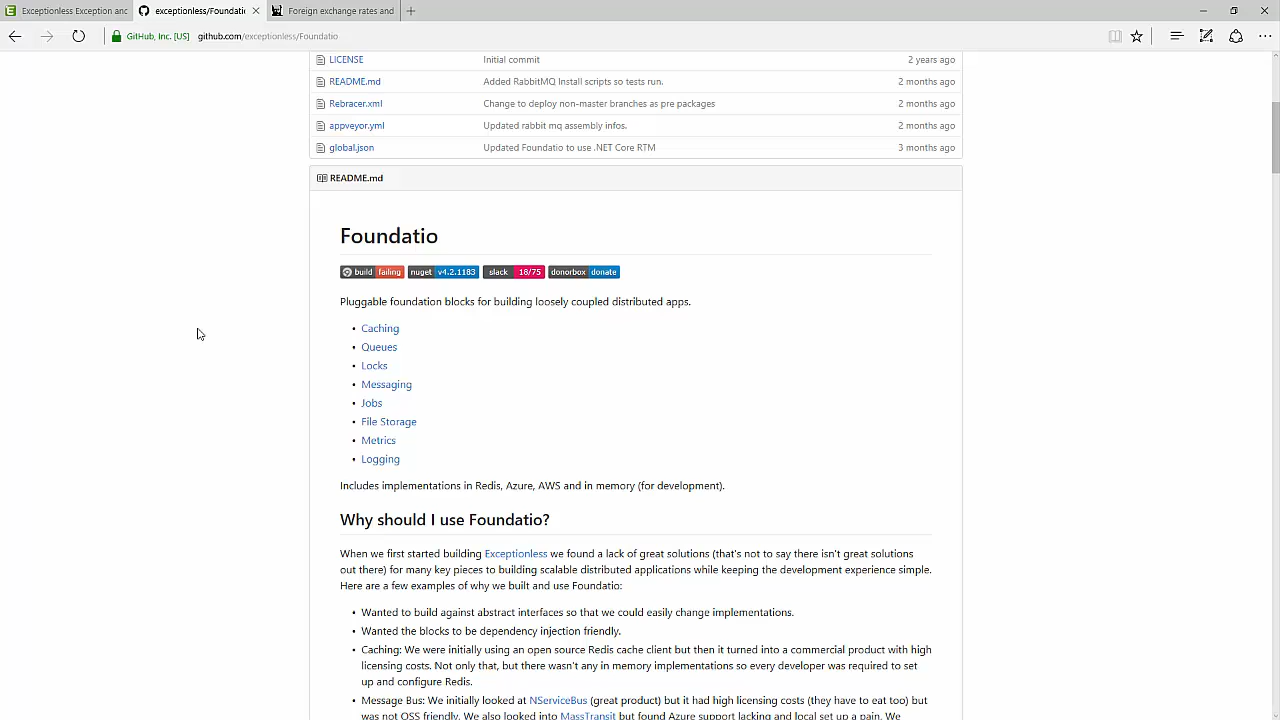 Exceptionless Exception anc
exceptionless/Foundatio
Foreign exchange rates and
GitHub, Inc. [US]
github.com/exceptionless/Foundatio
LICENSE Initial commit 2 years ago
README.md Added RabbitMQ Install scripts so tests run. 2 months ago
Rebracer.xml Change to deploy non-master branches as pre packages 2 months ago
appveyor.yml Updated rabbit mq assembly infos. 2 months ago
global.json Updated Foundatio to use .NET Core RTM 3 months ago
README.md
Foundatio
build failing nuget v4.2.1183 slack 18/75 donorbox donate
Pluggable foundation blocks for building loosely coupled distributed apps.
• Caching
• Queues
• Locks
• Messaging
• Jobs
• File Storage
• Metrics
• Logging
Includes implementations in Redis, Azure, AWS and in memory (for development).
Why should I use Foundatio?
When we first started building Exceptionless we found a lack of great solutions (that's not to say there isn't great solutions
out there) for many key pieces to building scalable distributed applications while keeping the development experience simple.
Here are a few examples of why we built and use Foundatio:
• Wanted to build against abstract interfaces so that we could easily change implementations.
• Wanted the blocks to be dependency injection friendly.
• Caching: We were initially using an open source Redis cache client but then it turned into a commercial product with high
licensing costs. Not only that, but there wasn't any in memory implementations so every developer was required to set
up and configure Redis.
• Message Bus: We initially looked at NServiceBus (great product) but it had high licensing costs (they have to eat too) but
was not OSS friendly. We also looked into MassTransit but found Azure support lacking and local set up a pain. We